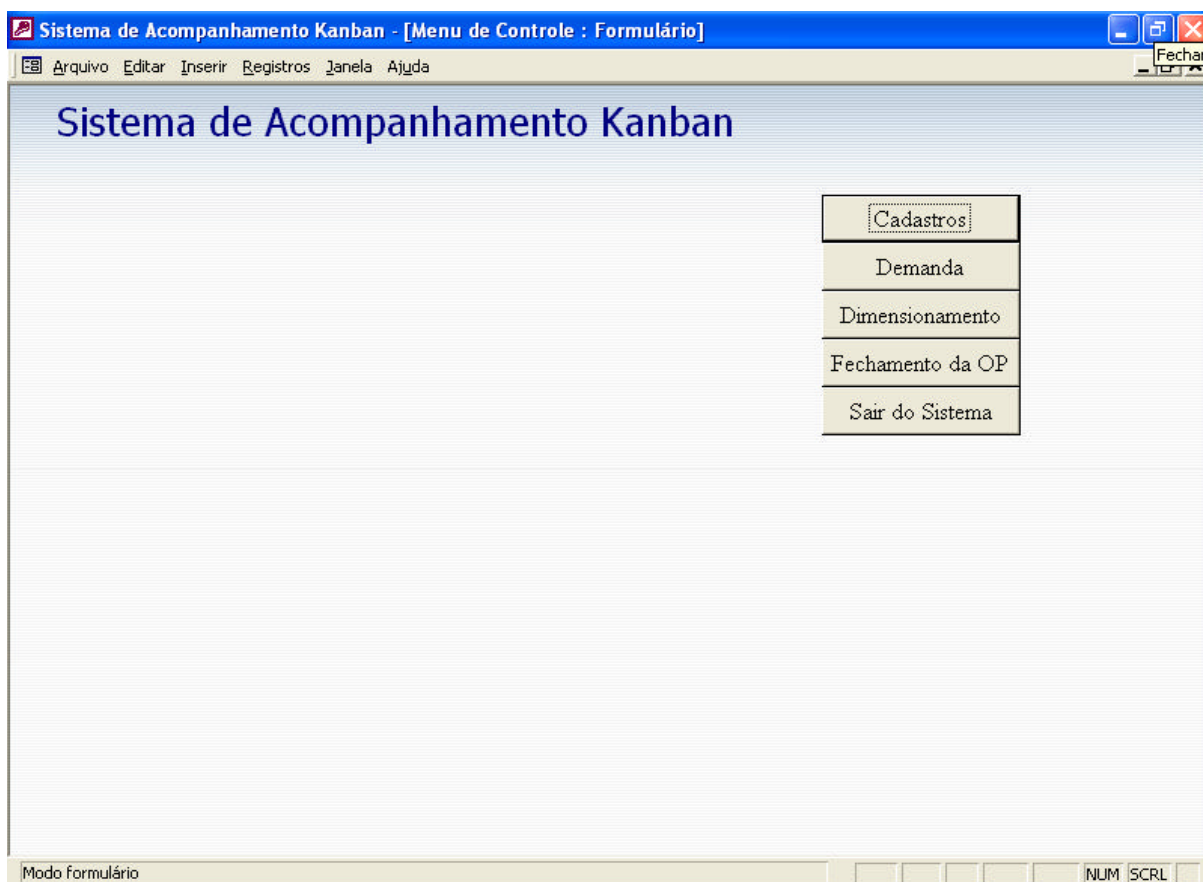 Sistema de Acompanhamento Kanban - [Menu de Controle : Formulário]
Fechar
Arquivo Editar Inserir Registros Janela Ajuda
Sistema de Acompanhamento Kanban
Cadastros
Demanda
Dimensionamento
Fechamento da OP
Sair do Sistema
Modo formulário
NUM SCRL